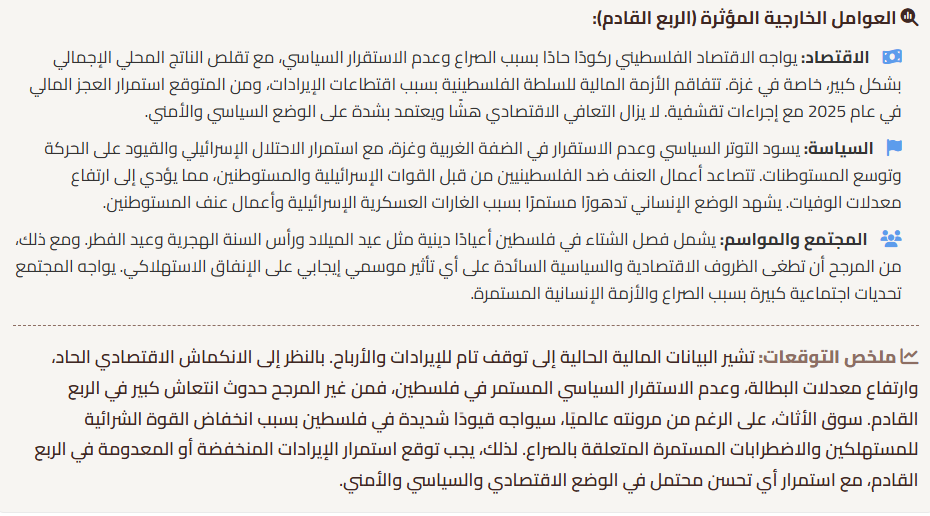 العوامل الخارجية المؤثرة (الربع القادم):
الاقتصاد: يواجه الاقتصاد الفلسطيني ركودًا حادًا بسبب الصراع وعدم الاستقرار السياسي، مع تقلص الناتج المحلي الإجمالي
بشكل كبير، خاصة في غزة. تتفاقم الأزمة المالية للسلطة الفلسطينية بسبب اقتطاعات الإيرادات، ومن المتوقع استمرار العجز المالي
في عام 2025 مع إجراءات تقشفية. لا يزال التعافي الاقتصادي هشًا ويعتمد بشدة على الوضع السياسي والأمني.
السياسة: يسود التوتر السياسي وعدم الاستقرار في الضفة الغربية وغزة، مع استمرار الاحتلال الإسرائيلي والقيود على الحركة
وتوسع المستوطنات. تتصاعد أعمال العنف ضد الفلسطينيين من قبل القوات الإسرائيلية والمستوطنين، مما يؤدي إلى ارتفاع
معدلات الوفيات. يشهد الوضع الإنساني تدهورًا مستمرًا بسبب الغارات العسكرية الإسرائيلية وأعمال عنف المستوطنين.
المجتمع والمواسم: يشمل فصل الشتاء في فلسطين أعيادًا دينية مثل عيد الميلاد ورأس السنة الهجرية وعيد الفطر. ومع ذلك،
من المرجح أن تطغى الظروف الاقتصادية والسياسية السائدة على أي تأثير موسمي إيجابي على الإنفاق الاستهلاكي. يواجه المجتمع
تحديات اجتماعية كبيرة بسبب الصراع والأزمة الإنسانية المستمرة.
ملخص التوقعات: تشير البيانات المالية الحالية إلى توقف تام للإيرادات والأرباح. بالنظر إلى الانكماش الاقتصادي الحاد،
وارتفاع معدلات البطالة، وعدم الاستقرار السياسي المستمر في فلسطين، فمن غير المرجح حدوث انتعاش كبير في الربع
القادم. سوق الأثاث، على الرغم من مرونته عالميًا، سيواجه قيودًا شديدة في فلسطين بسبب انخفاض القوة الشرائية
للمستهلكين والاضطرابات المستمرة المتعلقة بالصراع. لذلك، يجب توقع استمرار الإيرادات المنخفضة أو المعدومة في الربع
القادم، مع استمرار أي تحسن محتمل في الوضع الاقتصادي والسياسي والأمني.